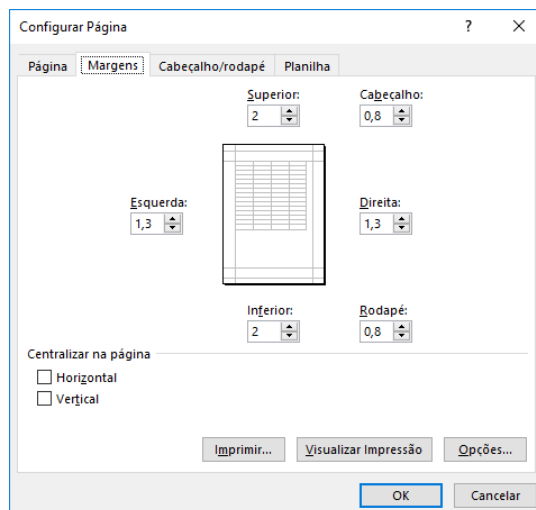 Configurar Página ?
Página Margens Cabeçalho/rodapé Planilha
Superior: Cabeçalho:
2 0,8
Esquerda: Direita:
1,3 1,3
Inferior: Rodapé:
2 0,8
Centralizar na página
Horizontal
Vertical
Imprimir... Visualizar Impressão Opções...
OK Cancelar